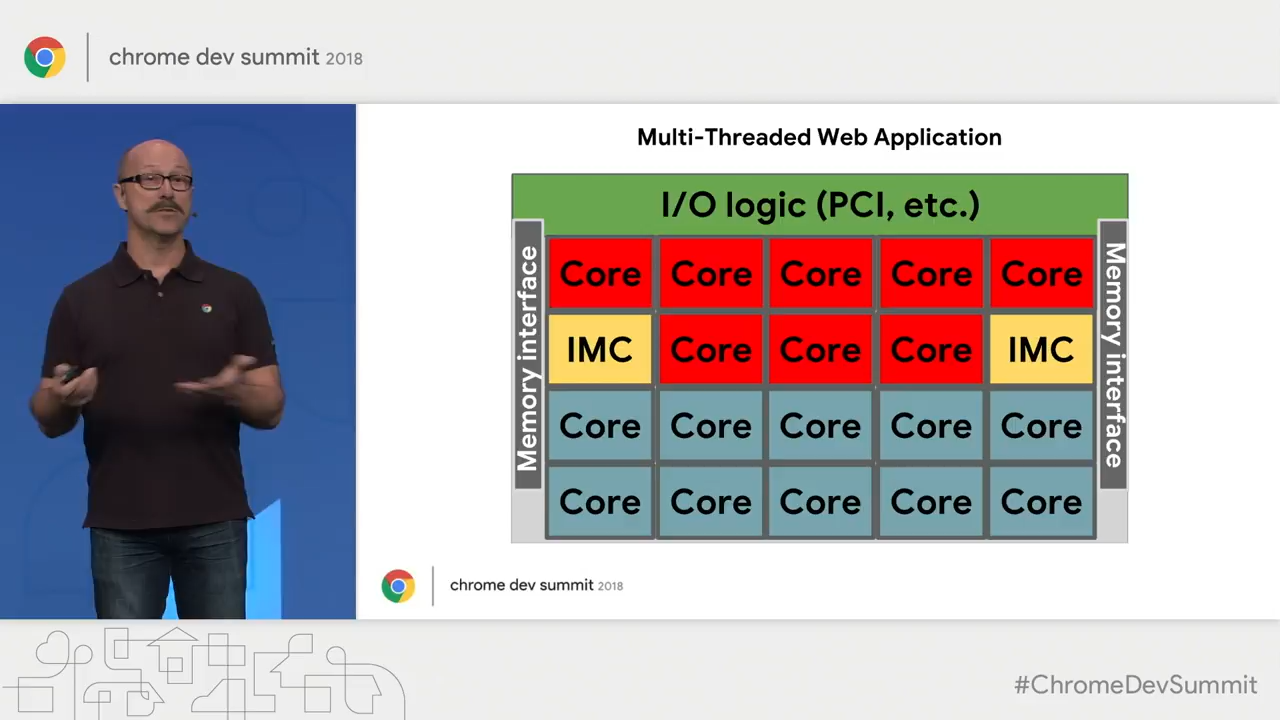 chrome dev summit 2018
Multi-Threaded Web Application
I/O logic (PCI, etc.)
Memory interface
Core Core Core Core Core
IMC Core Core Core IMC
Core Core Core Core Core
Core Core Core Core Core
Memory interface
chrome dev summit 2018
#ChromeDevSummit